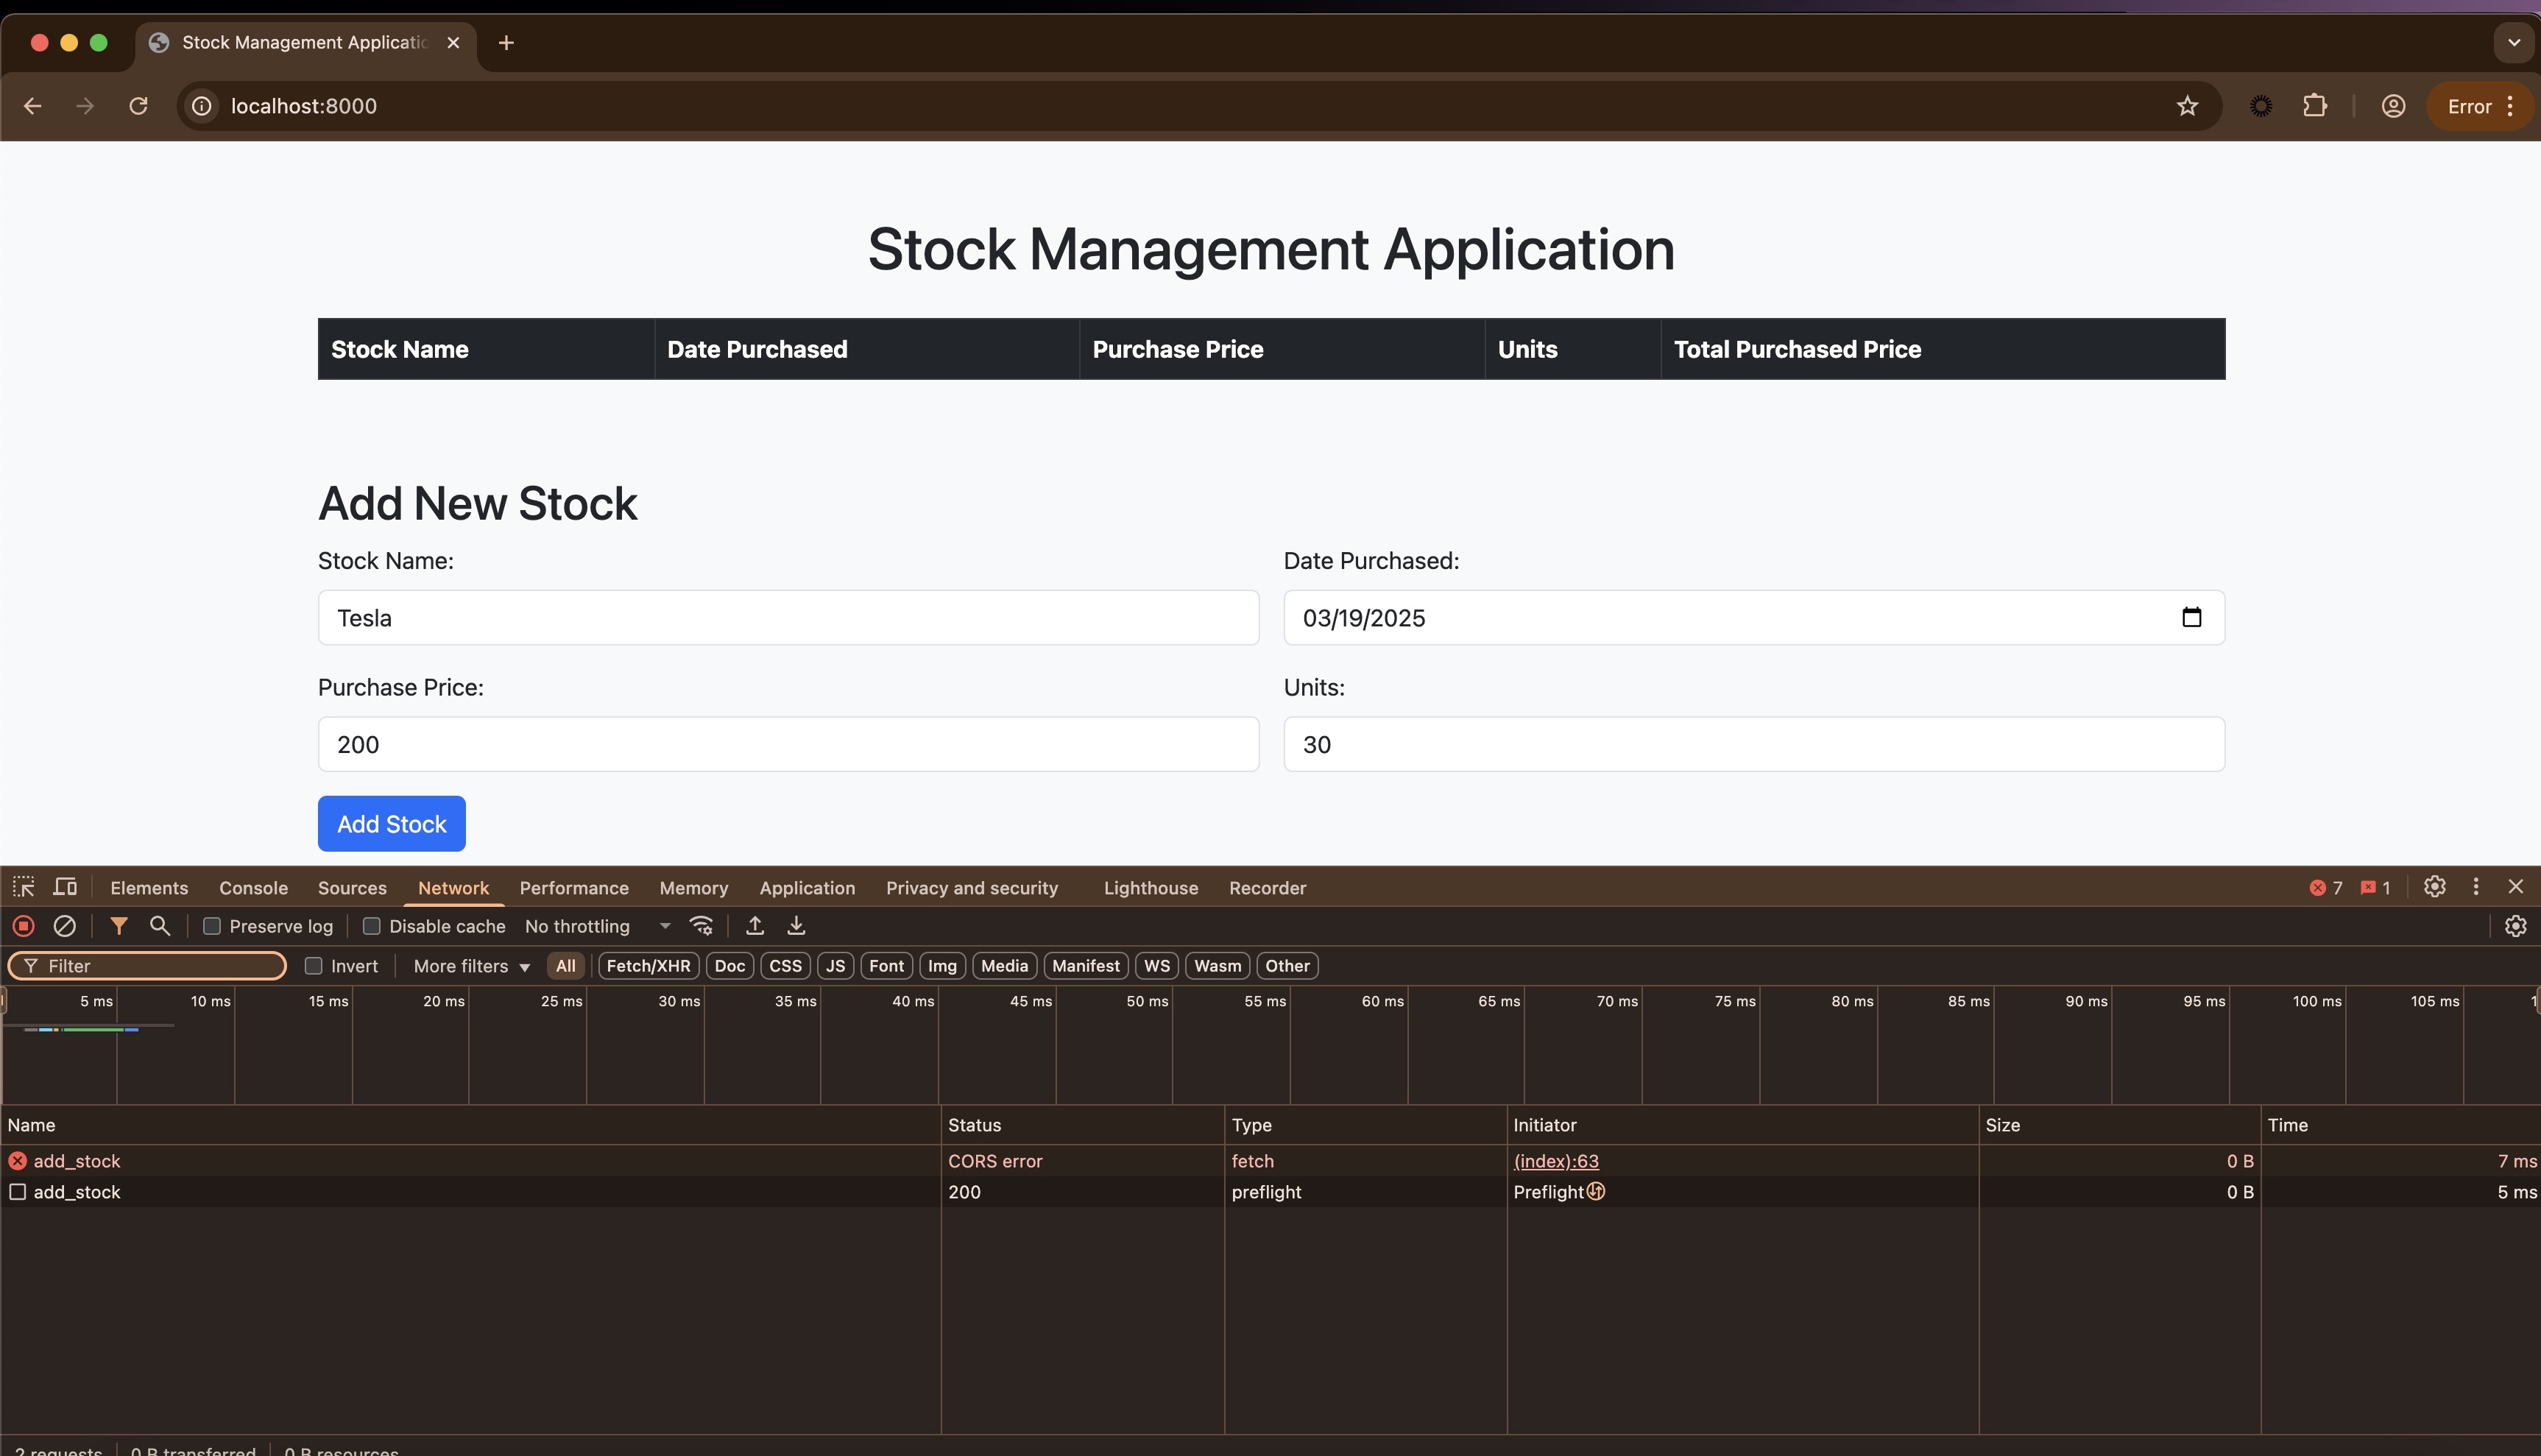 Stock Management Applicatio
localhost:8000
Error
Stock Management Application
Stock Name Date Purchased Purchase Price Units Total Purchased Price
Add New Stock
Stock Name: Date Purchased:
Tesla 03/19/2025
Purchase Price: Units:
200 30
Add Stock
Elements Console Sources Network Performance Memory Application Privacy and security Lighthouse Recorder 7 1
Preserve log Disable cache No throttling
Filter Invert More filters All Fetch/XHR Doc CSS JS Font Img Media Manifest WS Wasm Other
5 ms 10 ms 15 ms 20 ms 25 ms 30 ms 35 ms 40 ms 45 ms 50 ms 55 ms 60 ms 65 ms 70 ms 75 ms 80 ms 85 ms 90 ms 95 ms 100 ms 105 ms 1
Name Status Type Initiator Size Time
add_stock CORS error fetch (index):63 0 B 7 ms
add_stock 200 preflight Preflight 0 B 5 ms
2 requests 0 B transferred 0 B resources